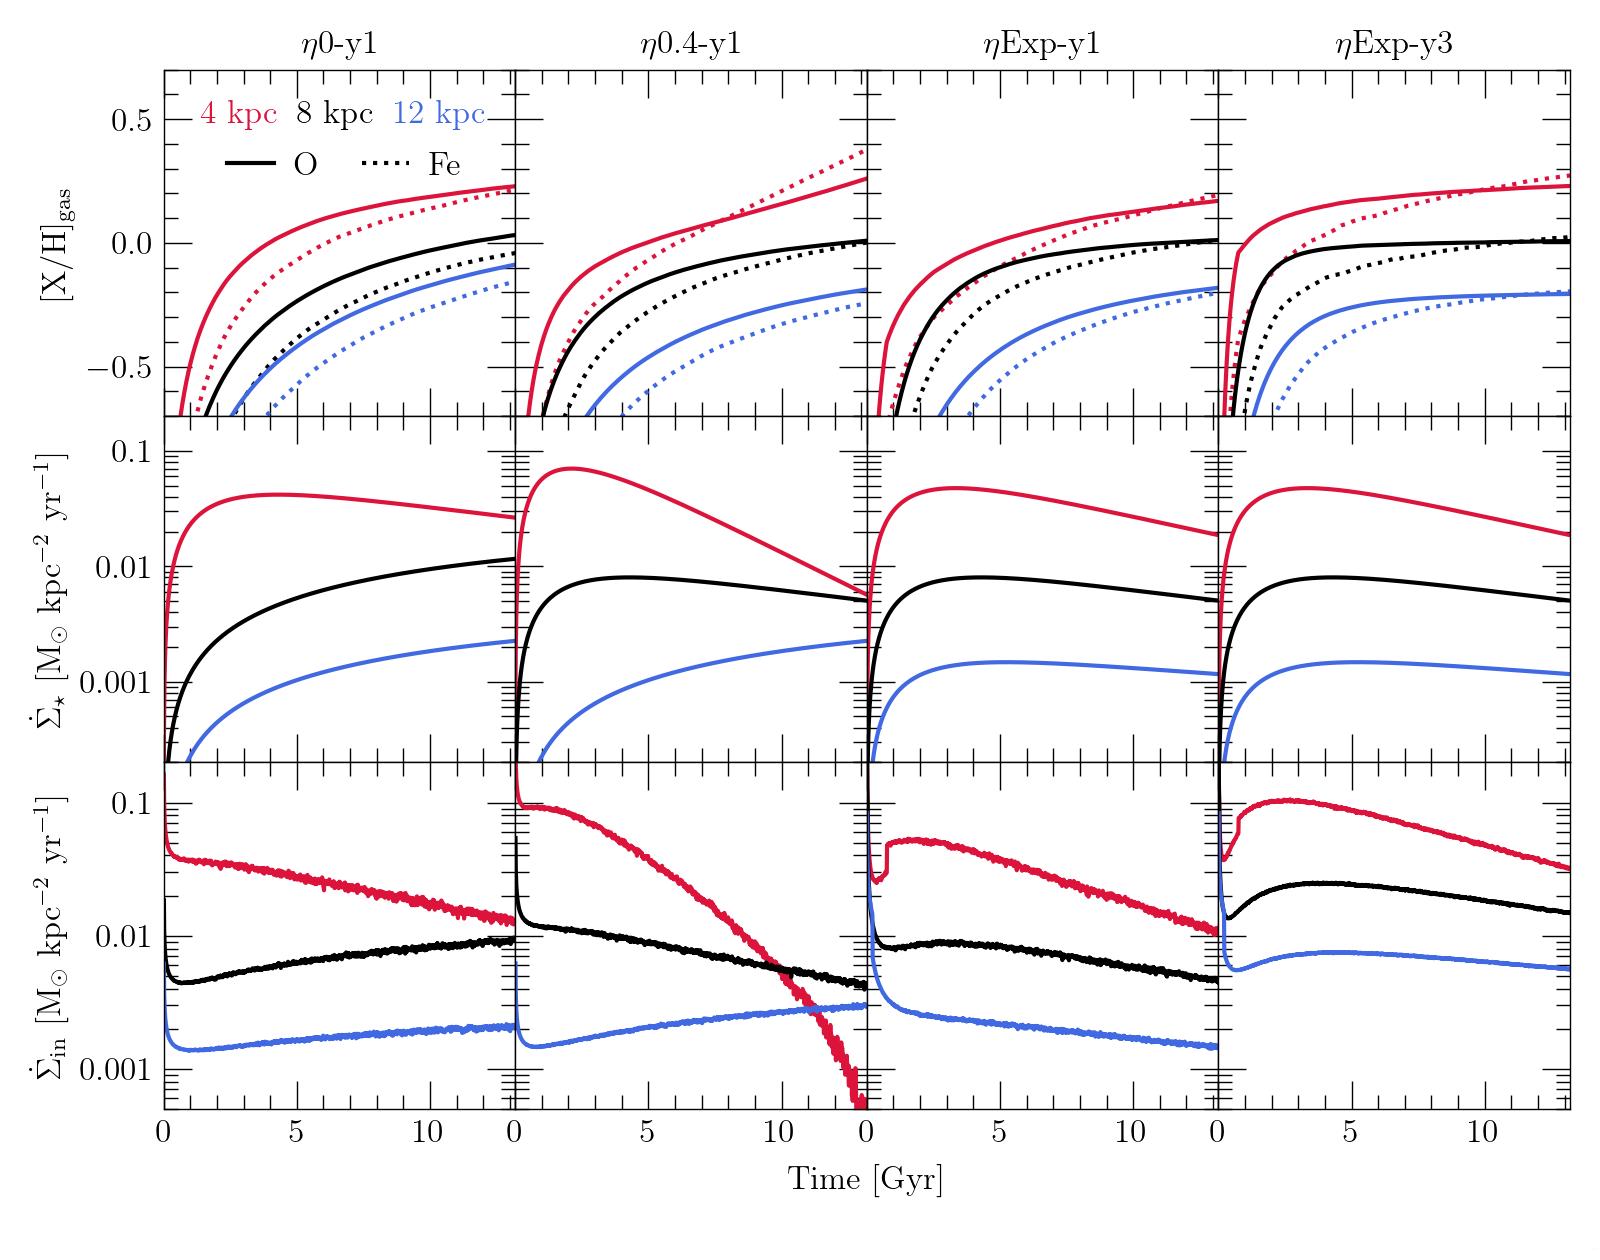 η0-y1 η0.4-y1 ηExp-y1 ηExp-y3
4 kpc 8 kpc 12 kpc
O Fe
[X/H]gas
0.5
0.0
−0.5
Σ̇⋆ [M⊙ kpc−2 yr−1]
0.1
0.01
0.001
Σ̇in [M⊙ kpc−2 yr−1]
0.1
0.01
0.001
0 5 10 0 5 10 0 5 10 0 5 10
Time [Gyr]